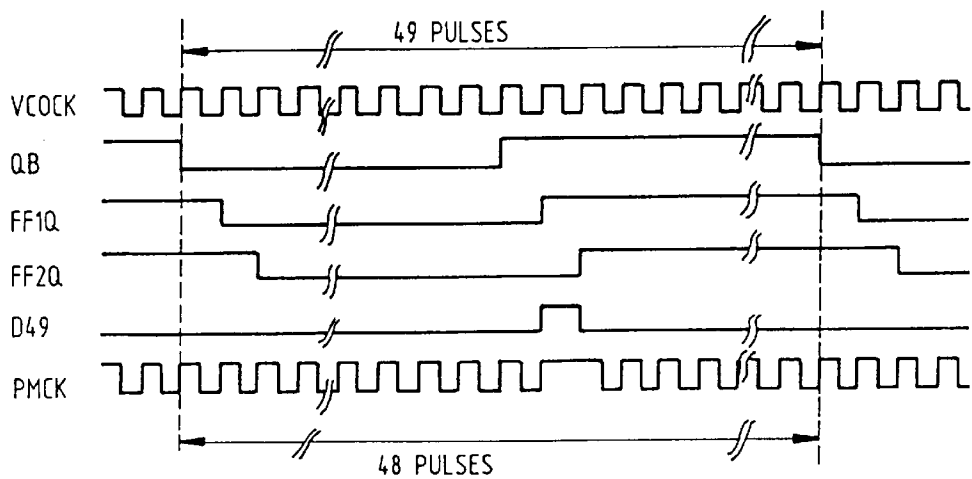 49 PULSES
VCOCK
QB
FF1Q
FF2Q
D49
PMCK
48 PULSES